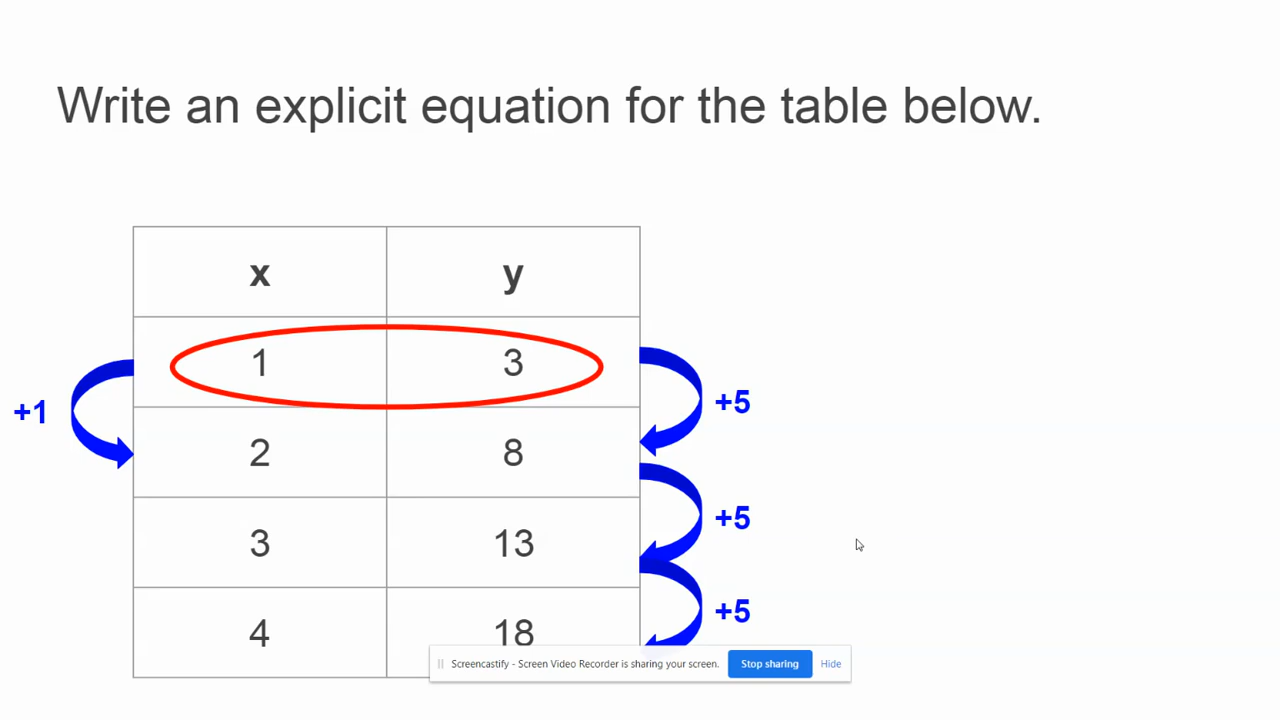 Write an explicit equation for the table below.
x y
1 3
+1 +5
2 8
+5
3 13
+5
4 18
Screencastify - Screen Video Recorder is sharing your screen. Stop sharing Hide